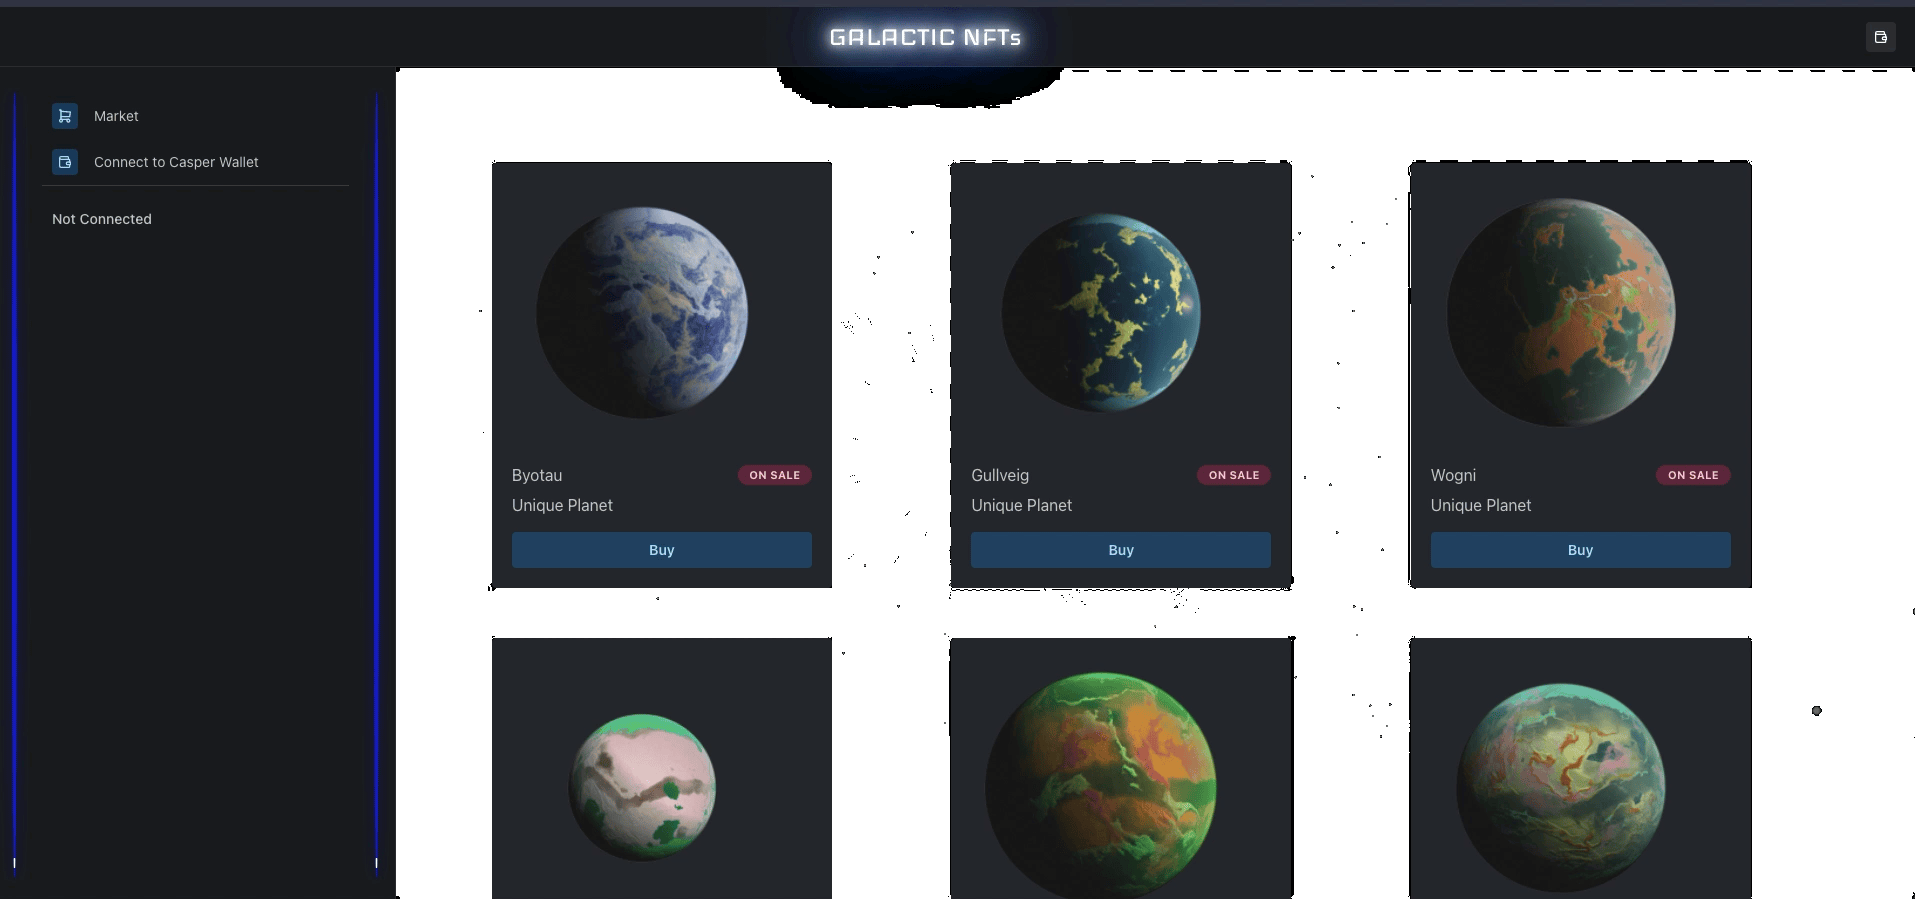 GALACTIC NFTs
Market
Connect to Casper Wallet
Not Connected
Byotau
ON SALE
Unique Planet
Buy
Gullveig
ON SALE
Unique Planet
Buy
Wogni
ON SALE
Unique Planet
Buy